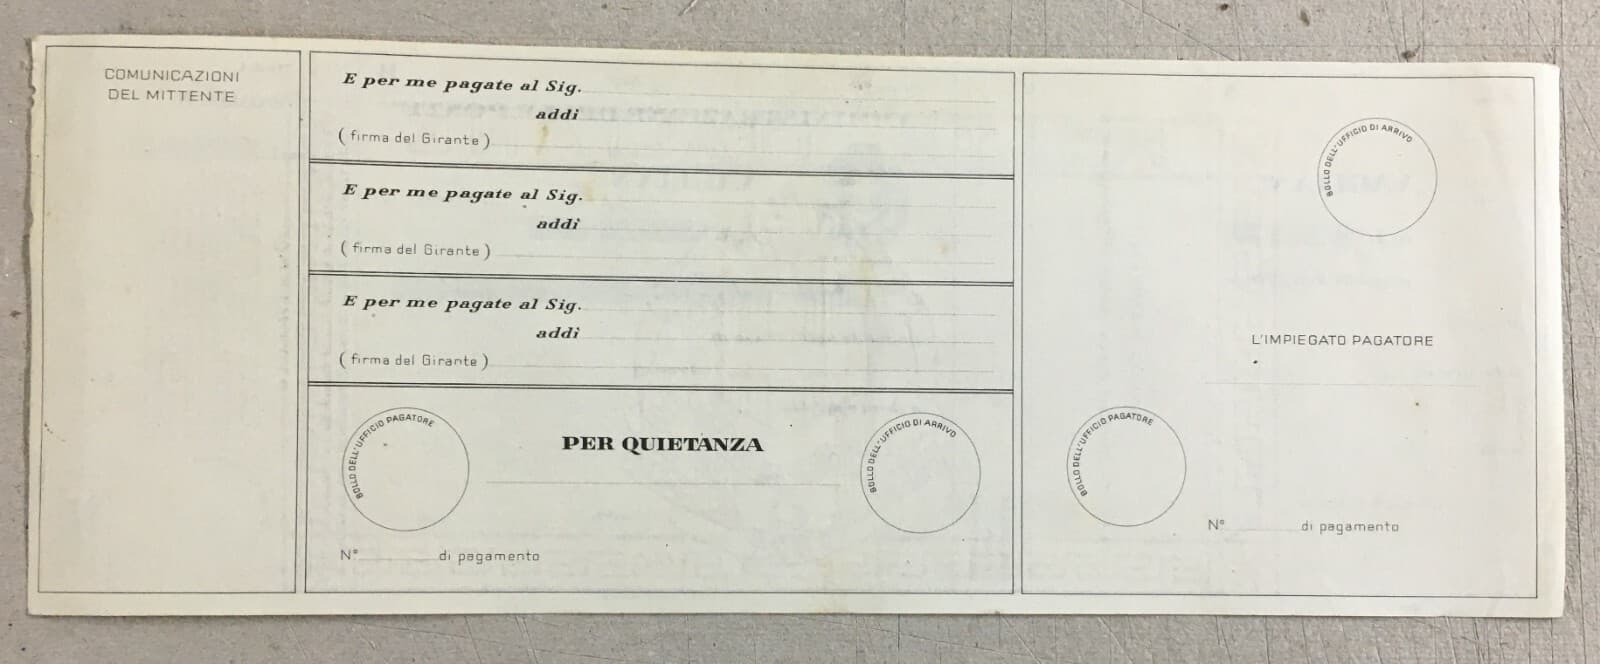 COMUNICAZIONI
DEL MITTENTE
E per me pagate al Sig.
addì
( firma del Girante )
E per me pagate al Sig.
addì
( firma del Girante )
E per me pagate al Sig.
addì
( firma del Girante )
BOLLO DELL'UFFICIO PAGATORE
PER QUIETANZA
BOLLO DELL'UFFICIO DI ARRIVO
N° di pagamento
BOLLO DELL'UFFICIO DI ARRIVO
L'IMPIEGATO PAGATORE
BOLLO DELL'UFFICIO PAGATORE
N° di pagamento